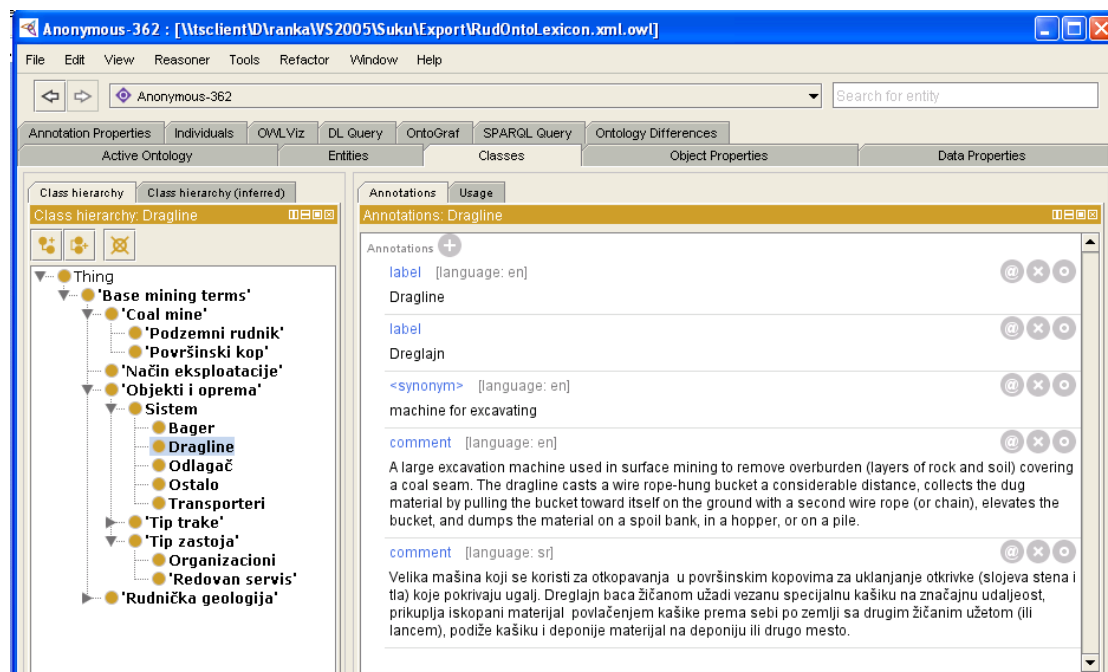 Anonymous-362 : [\\tsclient\D\ranka\VS2005\Suku\Export\RudOntoLexicon.xml.owl]
File Edit View Reasoner Tools Refactor Window Help
Anonymous-362
Search for entity
Annotation Properties Individuals OWLViz DL Query OntoGraf SPARQL Query Ontology Differences
Active Ontology Entities Classes Object Properties Data Properties
Class hierarchy Class hierarchy (inferred)
Class hierarchy: Dragline
Thing
'Base mining terms'
'Coal mine'
'Podzemni rudnik'
'Površinski kop'
'Način eksploatacije'
'Objekti i oprema'
Sistem
Bager
Dragline
Odlagač
Ostalo
Transporteri
'Tip trake'
'Tip zastoja'
Organizacioni
'Redovan servis'
'Rudnička geologija'
Annotations Usage
Annotations: Dragline
Annotations
label [language: en]
Dragline
label
Dreglajn
<synonym> [language: en]
machine for excavating
comment [language: en]
A large excavation machine used in surface mining to remove overburden (layers of rock and soil) covering
a coal seam. The dragline casts a wire rope-hung bucket a considerable distance, collects the dug
material by pulling the bucket toward itself on the ground with a second wire rope (or chain), elevates the
bucket, and dumps the material on a spoil bank, in a hopper, or on a pile.
comment [language: sr]
Velika mašina koji se koristi za otkopavanja u površinskim kopovima za uklanjanje otkrivke (slojeva stena i
tla) koje pokrivaju ugalj. Dreglajn baca žičanom užadi vezanu specijalnu kašiku na značajnu udaljeost,
prikuplja iskopani materijal povlačenjem kašike prema sebi po zemlji sa drugim žičanim užetom (ili
lancem), podiže kašiku i deponije materijal na deponiju ili drugo mesto.